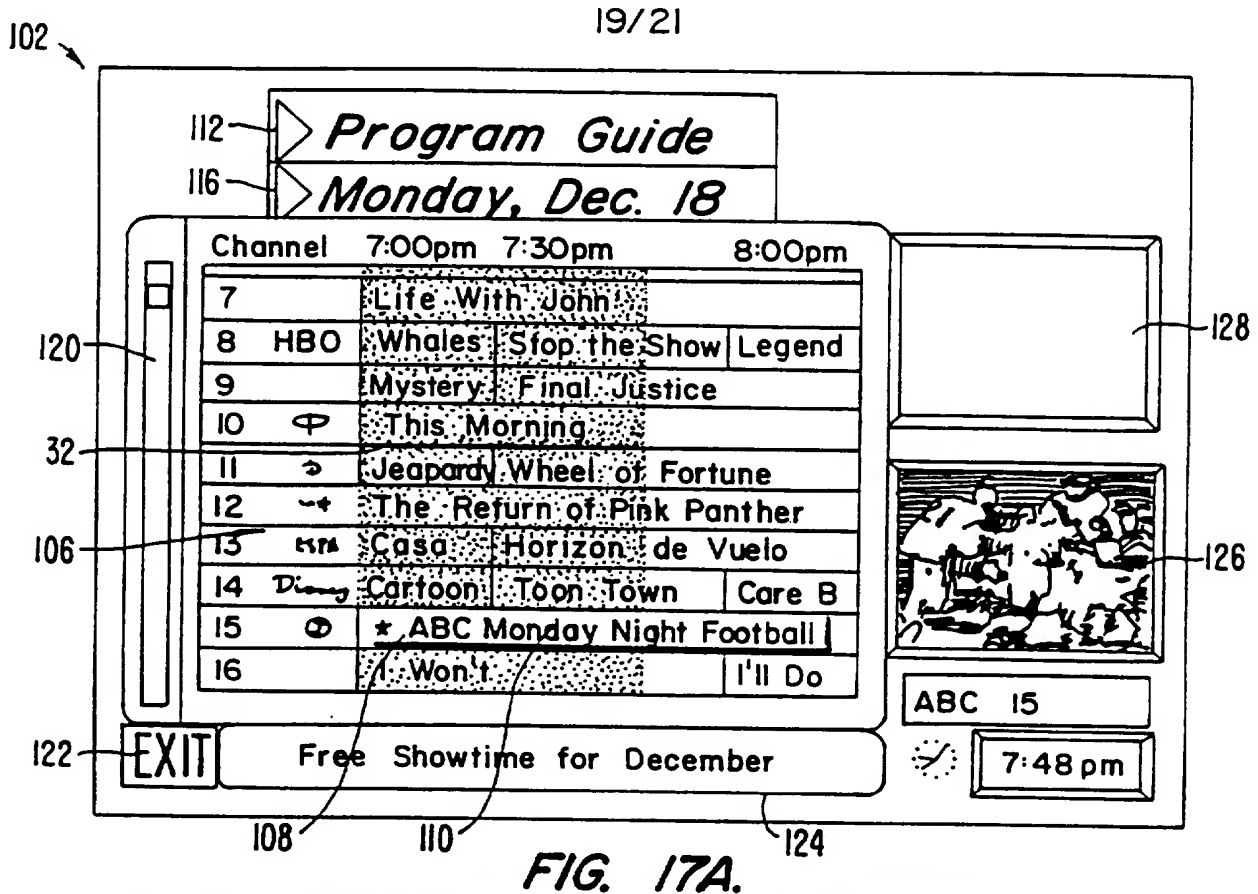 19/21
102
112 Program Guide
116 Monday, Dec. 18
Channel 7:00pm 7:30pm 8:00pm
7 Life With John
8 HBO Whales Stop the Show Legend
9 Mystery Final Justice
10 This Morning
11 Jeapardy Wheel of Fortune
12 The Return of Pink Panther
13 Casa Horizon de Vuelo
14 Disney Cartoon Toon Town Care B
15 * ABC Monday Night Football
16 I Won't I'll Do
120
32
106
128
126
ABC 15
7:48pm
122 EXIT Free Showtime for December
108 110 124
FIG. 17A.